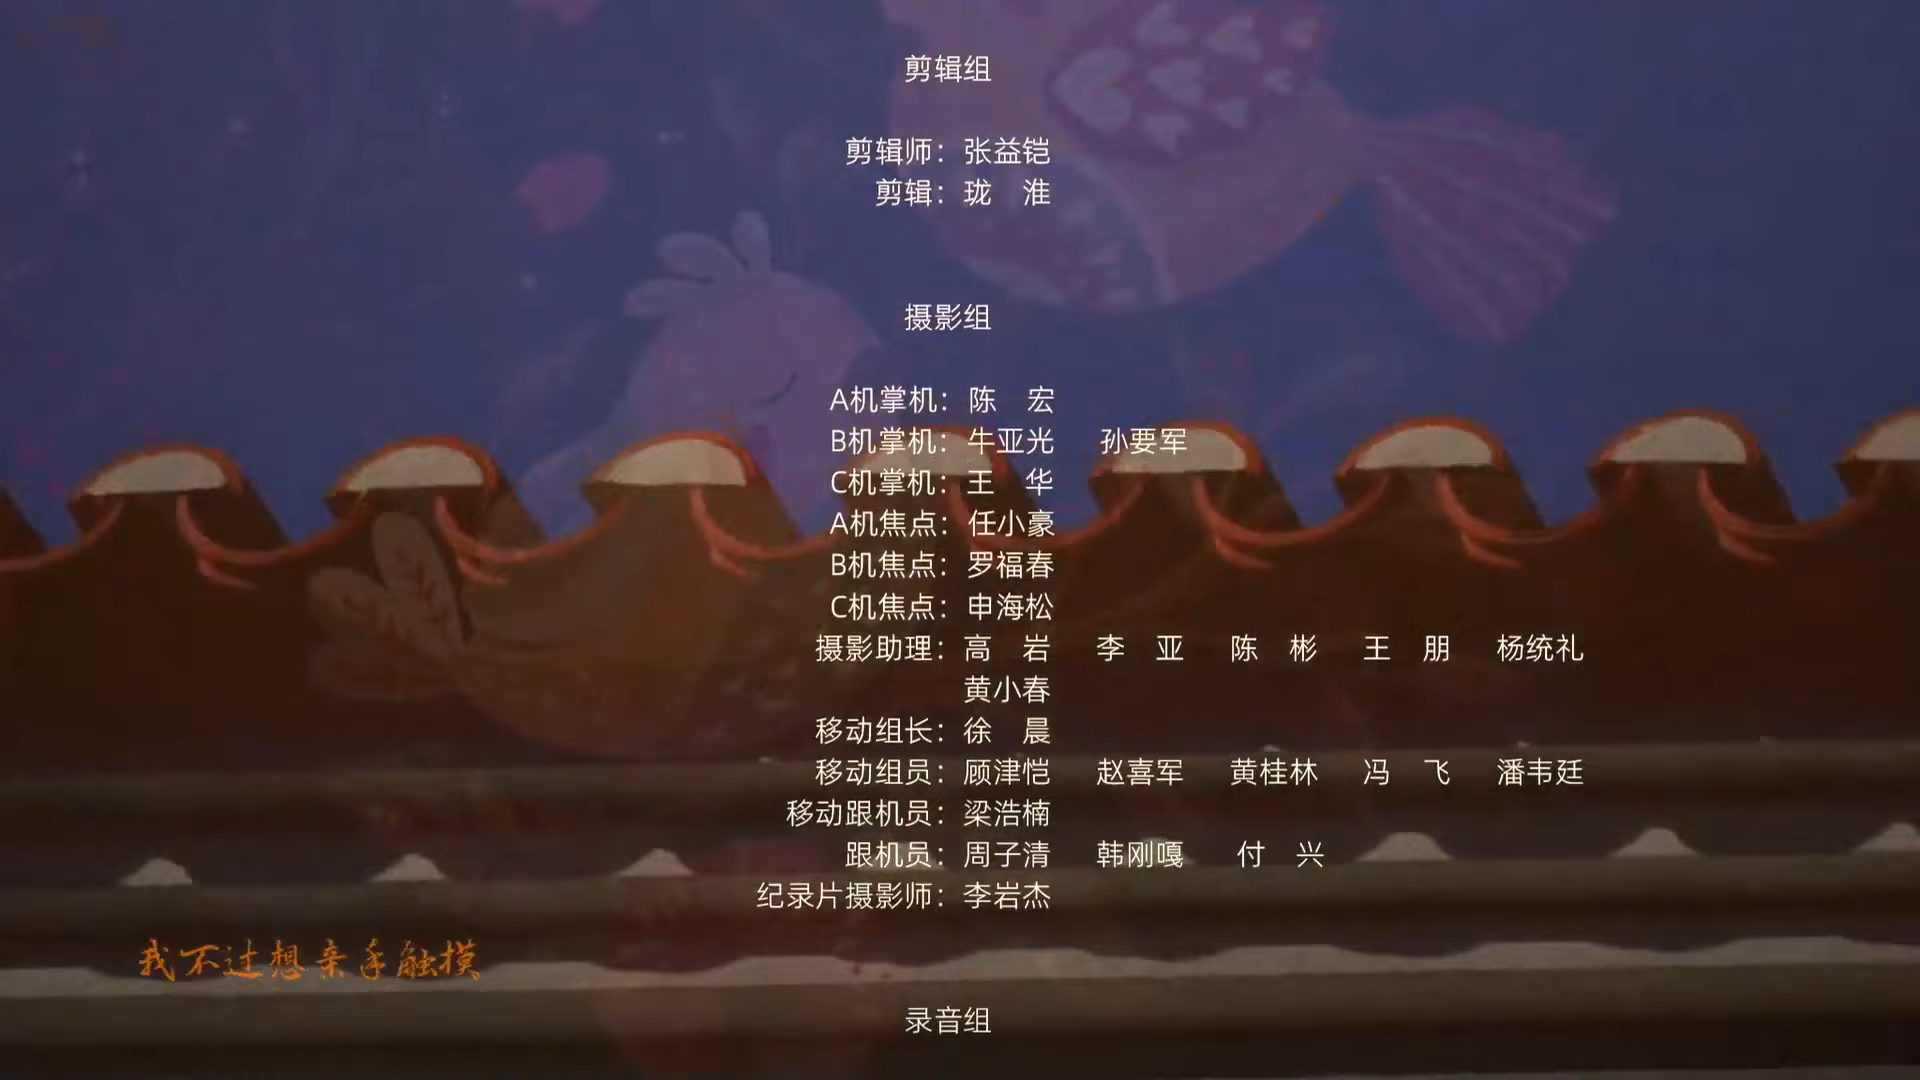 剪辑组
剪辑师：张益铠
剪辑：珑　淮
摄影组
A机掌机：陈　宏
B机掌机：牛亚光　孙要军
C机掌机：王　华
A机焦点：任小豪
B机焦点：罗福春
C机焦点：申海松
摄影助理：高　岩　李　亚　陈　彬　王　朋　杨统礼
黄小春
移动组长：徐　晨
移动组员：顾津恺　赵喜军　黄桂林　冯　飞　潘韦廷
移动跟机员：梁浩楠
跟机员：周子清　韩刚嘎　付　兴
纪录片摄影师：李岩杰
我不过想亲手触摸
录音组